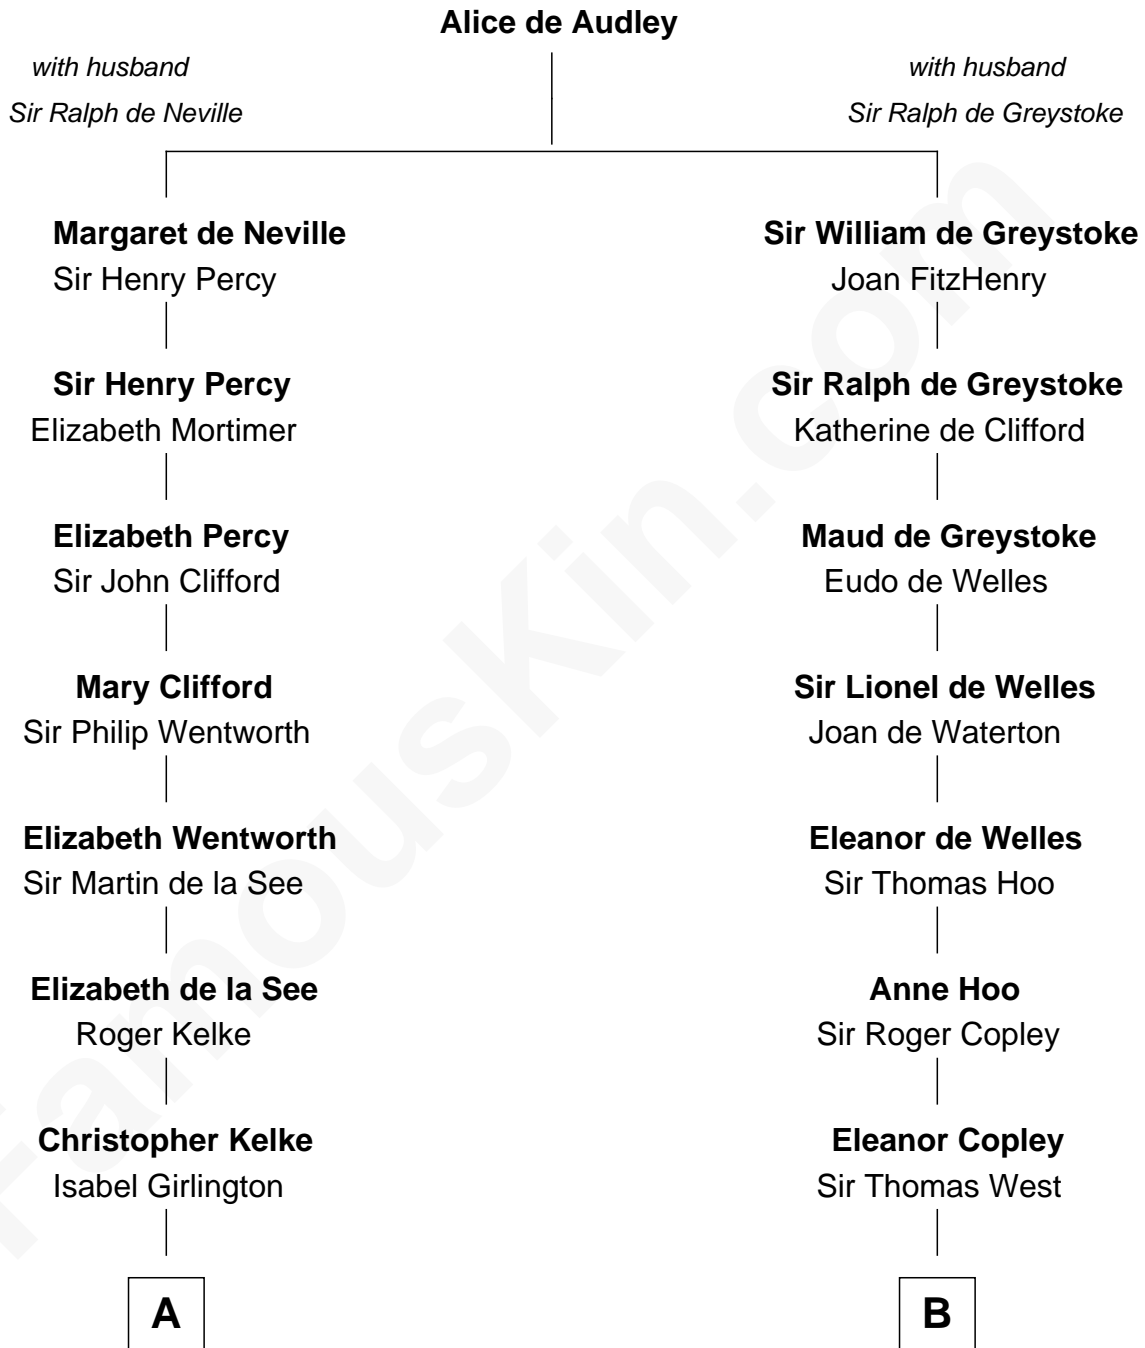 Alice de Audley
with husband
Sir Ralph de Neville
with husband
Sir Ralph de Greystoke
Margaret de Neville
Sir Henry Percy
Sir William de Greystoke
Joan FitzHenry
Sir Henry Percy
Elizabeth Mortimer
Sir Ralph de Greystoke
Katherine de Clifford
Elizabeth Percy
Sir John Clifford
Maud de Greystoke
Eudo de Welles
Mary Clifford
Sir Philip Wentworth
Sir Lionel de Welles
Joan de Waterton
Elizabeth Wentworth
Sir Martin de la See
Eleanor de Welles
Sir Thomas Hoo
Elizabeth de la See
Roger Kelke
Anne Hoo
Sir Roger Copley
Christopher Kelke
Isabel Girlington
Eleanor Copley
Sir Thomas West
A
B
FamousKin.com